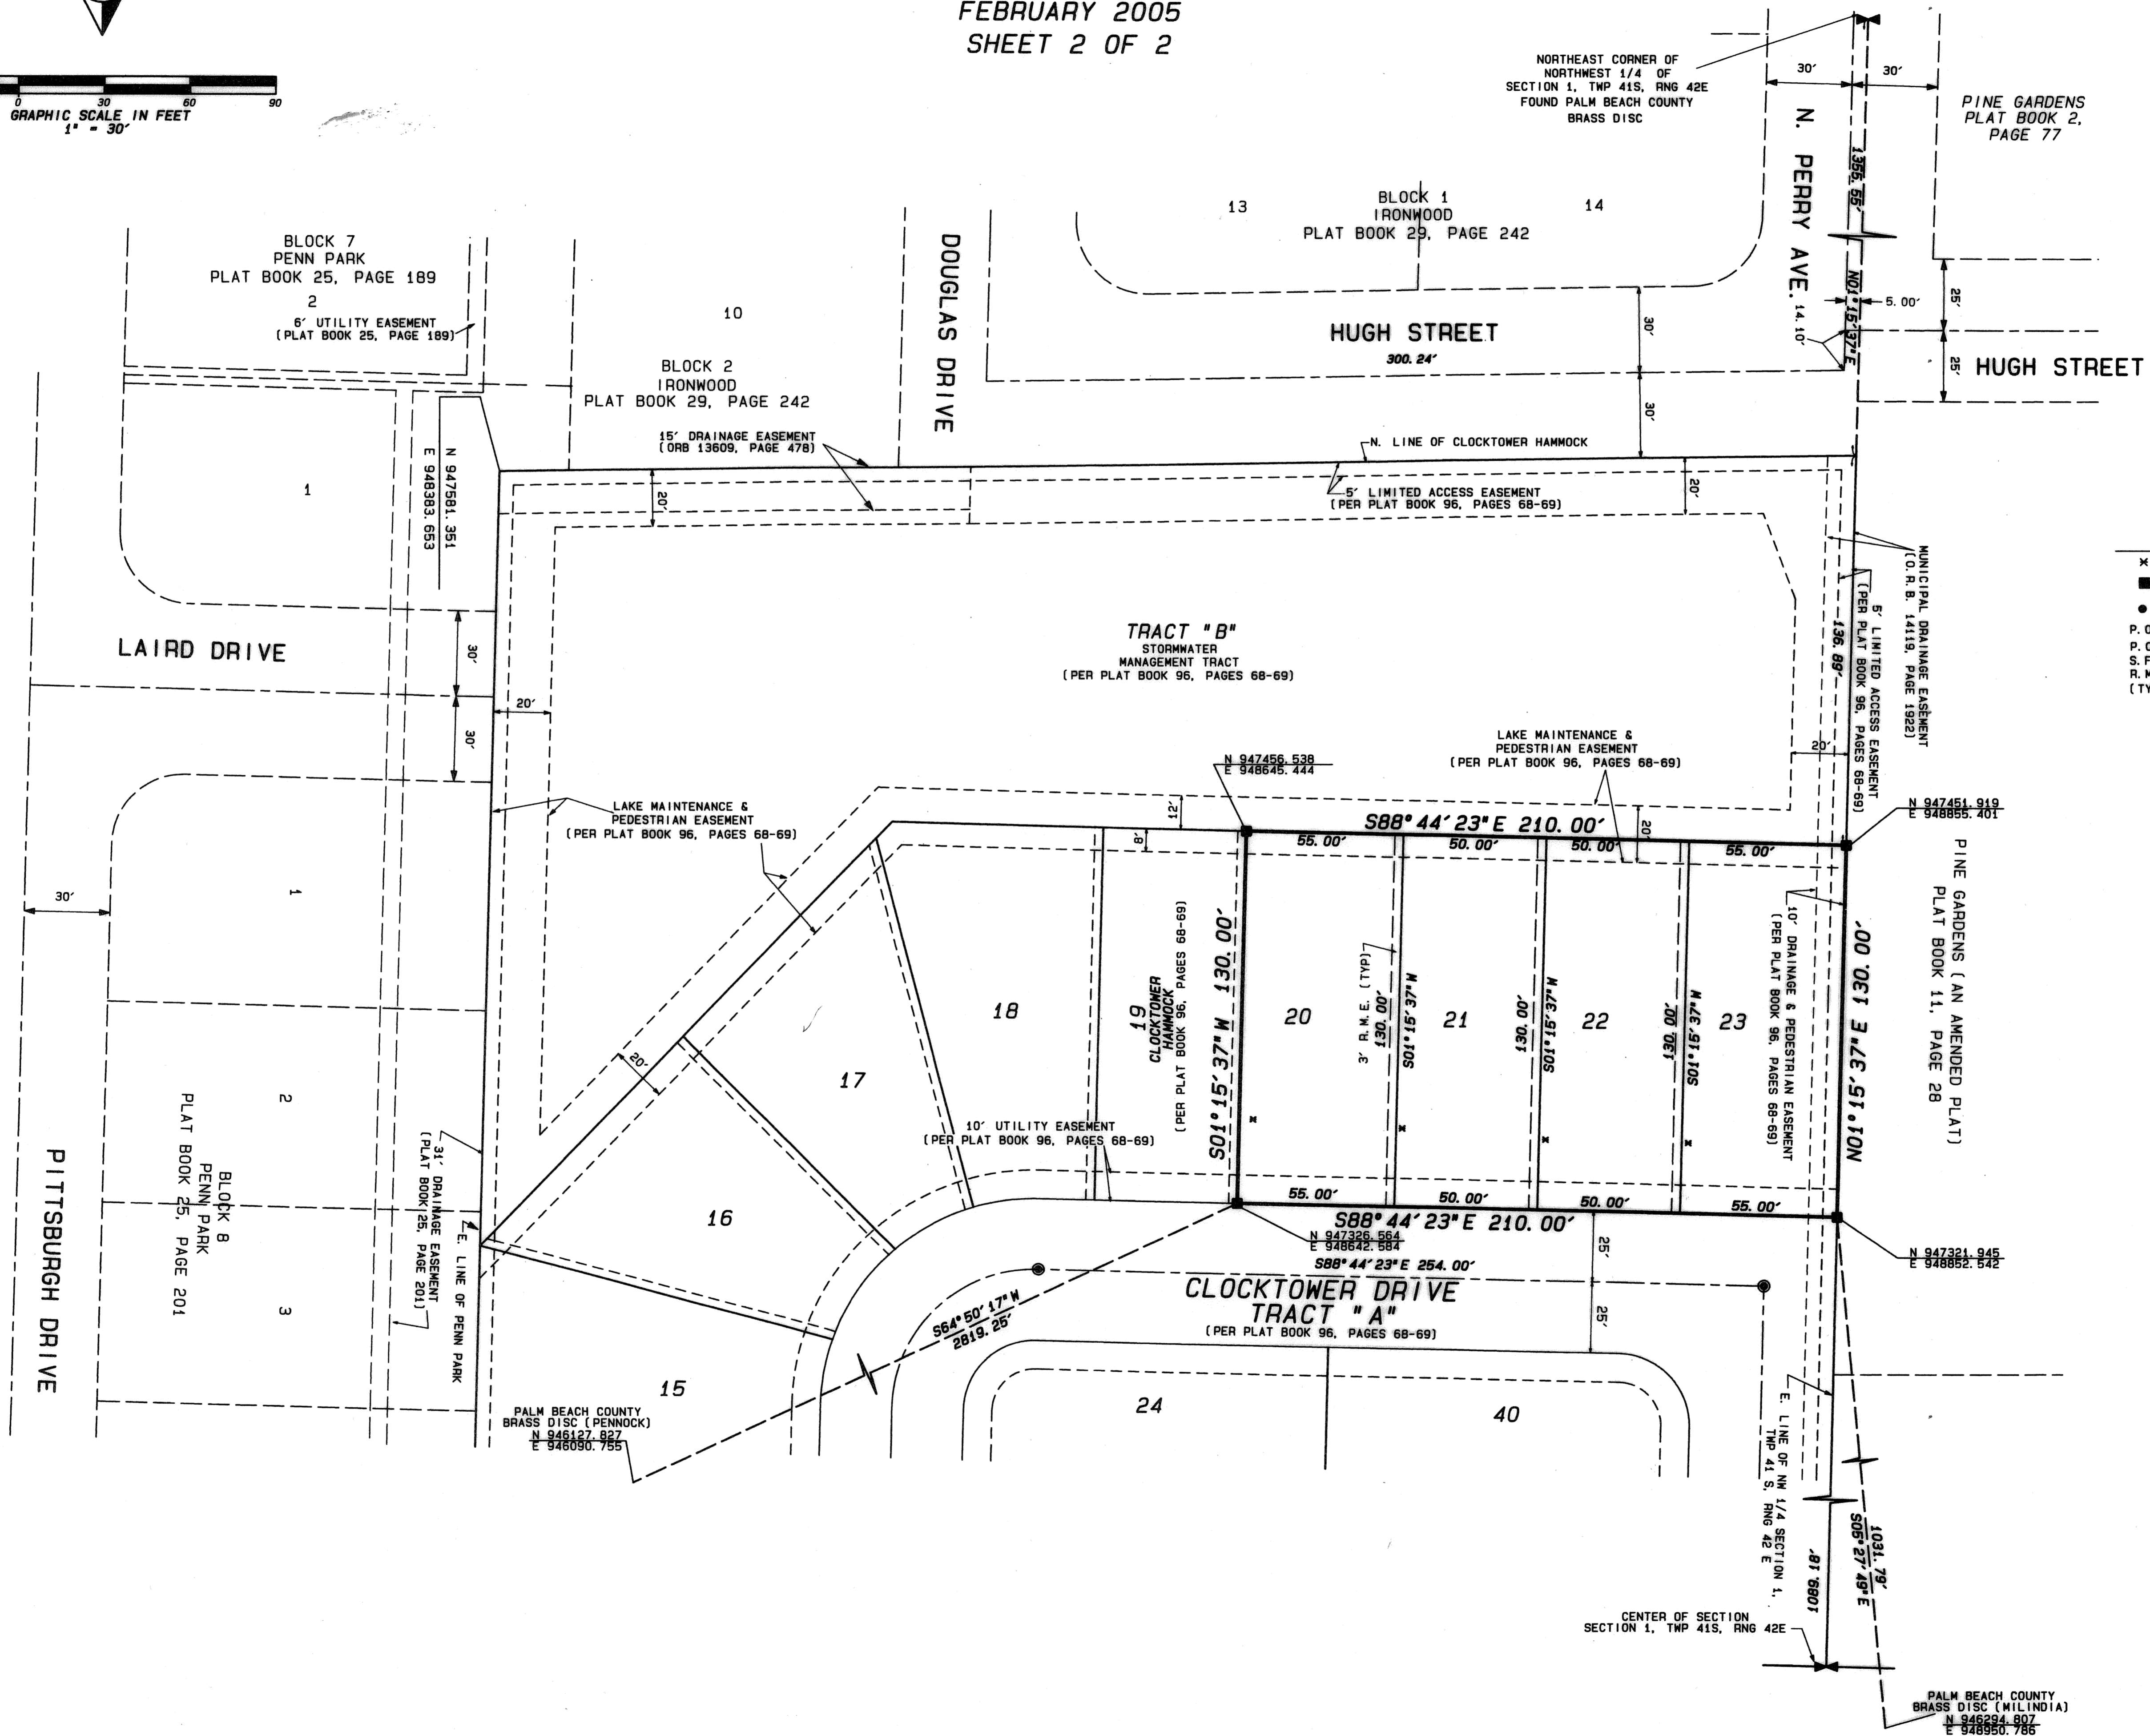 FEBRUARY 2005
SHEET 2 OF 2
0 30 60 90
GRAPHIC SCALE IN FEET
1" = 30'
NORTHEAST CORNER OF
NORTHWEST 1/4 OF
SECTION 1, TWP 41S, RNG 42E
FOUND PALM BEACH COUNTY
BRASS DISC
30'
30'
N. PERRY AVE.
1355.55'
N01°15'37"E
PINE GARDENS
PLAT BOOK 2,
PAGE 77
BLOCK 7
PENN PARK
PLAT BOOK 25, PAGE 189
2
6' UTILITY EASEMENT
(PLAT BOOK 25, PAGE 189)
10
BLOCK 2
IRONWOOD
PLAT BOOK 29, PAGE 242
DOUGLAS DRIVE
13
BLOCK 1
IRONWOOD
PLAT BOOK 29, PAGE 242
14
HUGH STREET
300.24'
30'
30'
14.10'
5.00'
25'
25'
HUGH STREET
15' DRAINAGE EASEMENT
(ORB 13609, PAGE 478)
N. LINE OF CLOCKTOWER HAMMOCK
5' LIMITED ACCESS EASEMENT
(PER PLAT BOOK 96, PAGES 68-69)
20'
20'
N 947581.351
E 948383.653
1
LAIRD DRIVE
30'
30'
20'
TRACT "B"
STORMWATER
MANAGEMENT TRACT
(PER PLAT BOOK 96, PAGES 68-69)
136.89'
5' LIMITED ACCESS EASEMENT
(PER PLAT BOOK 96, PAGES 68-69)
MUNICIPAL DRAINAGE EASEMENT
(O.R.B. 14119, PAGE 1922)
20'
P.O
P.O
S.F
R.M
(TY
LAKE MAINTENANCE &
PEDESTRIAN EASEMENT
(PER PLAT BOOK 96, PAGES 68-69)
N 947456.538
E 948645.444
LAKE MAINTENANCE &
PEDESTRIAN EASEMENT
(PER PLAT BOOK 96, PAGES 68-69)
12'
8'
S88°44'23"E 210.00'
20'
55.00'
50.00'
50.00'
55.00'
N 947451.919
E 948855.401
PINE GARDENS (AN AMENDED PLAT)
PLAT BOOK 11, PAGE 28
30'
1
2
3
BLOCK 8
PENN PARK
PLAT BOOK 25, PAGE 201
PITTSBURGH DRIVE
31' DRAINAGE EASEMENT
(PLAT BOOK 25, PAGE 201)
E. LINE OF PENN PARK
20'
15
16
17
18
19
CLOCKTOWER
HAMMOCK
(PER PLAT BOOK 96, PAGES 68-69)
S01°15'37"W 130.00'
20
3' R.M.E. (TYP)
130.00'
S01°15'37"W
21
130.00'
S01°15'37"W
22
130.00'
S01°15'37"W
23
10' DRAINAGE & PEDESTRIAN EASEMENT
(PER PLAT BOOK 96, PAGES 68-69)
N01°15'37"E 130.00'
10' UTILITY EASEMENT
(PER PLAT BOOK 96, PAGES 68-69)
55.00'
50.00'
50.00'
55.00'
S88°44'23"E 210.00'
N 947326.564
E 948642.584
S88°44'23"E 254.00'
N 947321.945
E 948852.542
25'
25'
CLOCKTOWER DRIVE
TRACT "A"
(PER PLAT BOOK 96, PAGES 68-69)
S64°50'17"W
2819.25'
PALM BEACH COUNTY
BRASS DISC (PENNOCK)
N 946127.827
E 946090.755
24
40
E. LINE OF NW 1/4 SECTION 1,
TWP 41 S, RNG 42 E
1089.18'
1031.79'
S05°27'49"E
CENTER OF SECTION
SECTION 1, TWP 41S, RNG 42E
PALM BEACH COUNTY
BRASS DISC (MILINDIA)
N 946294.807
E 948950.786